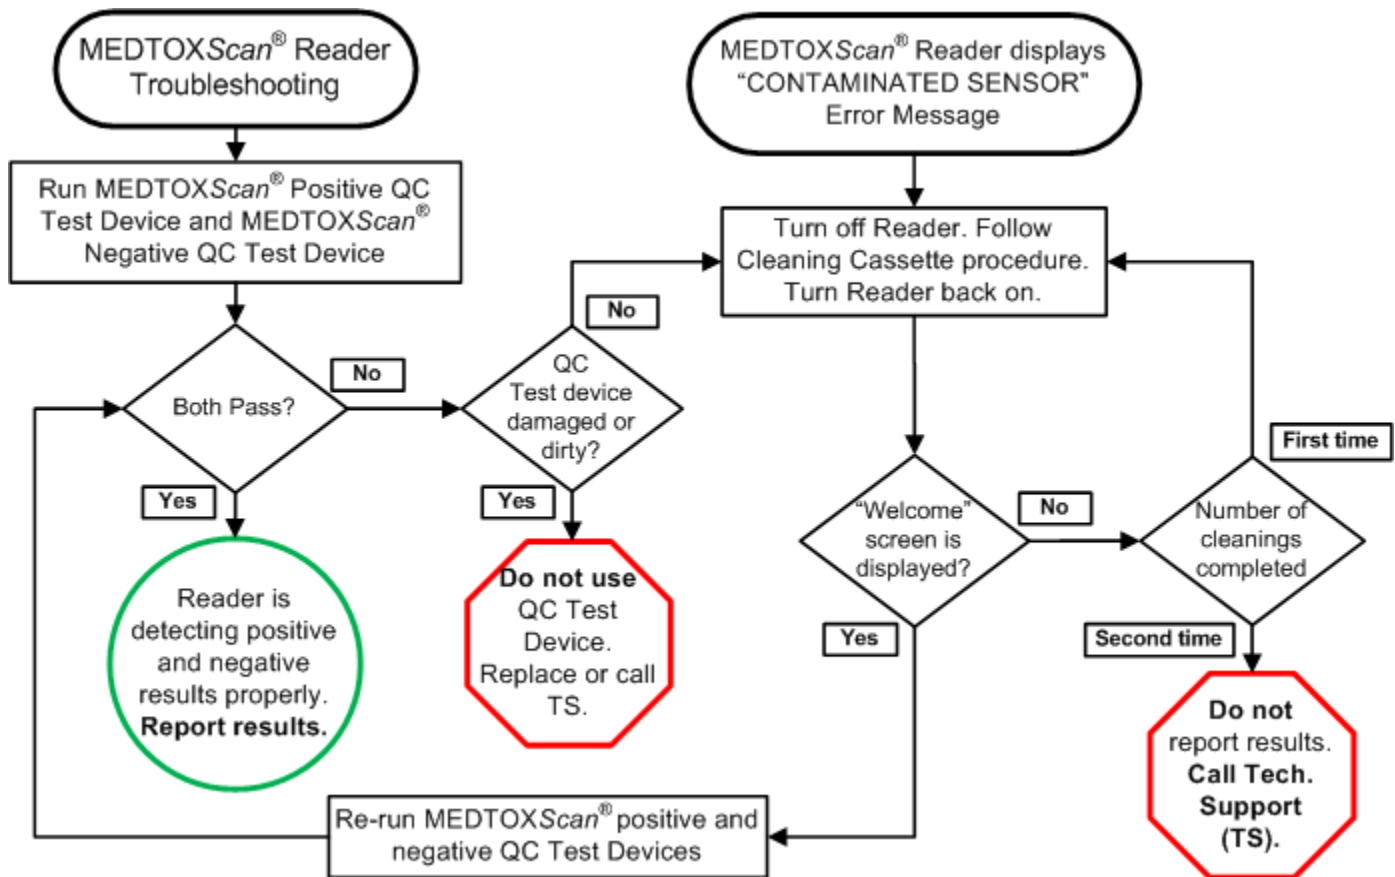 MEDTOXScan® Reader
Troubleshooting
MEDTOXScan® Reader displays
“CONTAMINATED SENSOR”
Error Message
Run MEDTOXScan® Positive QC
Test Device and MEDTOXScan®
Negative QC Test Device
Turn off Reader. Follow
Cleaning Cassette procedure.
Turn Reader back on.
Both Pass?
No
QC
Test device
damaged or
dirty?
No
Yes
Yes
Reader is
detecting positive
and negative
results properly.
Report results.
Do not use
QC Test
Device.
Replace or call
TS.
“Welcome”
screen is
displayed?
No
Yes
First time
Number of
cleanings
completed
Second time
Do not
report results.
Call Tech.
Support
(TS).
Re-run MEDTOXScan® positive and
negative QC Test Devices